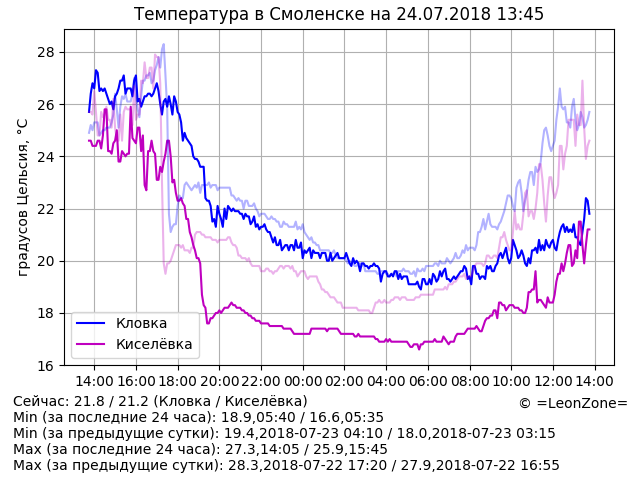 Температура в Смоленске на 24.07.2018 13:45
28
26
24
22
20
18
16
градусов Цельсия, °C
Кловка
Киселёвка
14:00 16:00 18:00 20:00 22:00 00:00 02:00 04:00 06:00 08:00 10:00 12:00 14:00
Сейчас: 21.8 / 21.2 (Кловка / Киселёвка)
© =LeonZone=
Min (за последние 24 часа): 18.9,05:40 / 16.6,05:35
Min (за предыдущие сутки): 19.4,2018-07-23 04:10 / 18.0,2018-07-23 03:15
Max (за последние 24 часа): 27.3,14:05 / 25.9,15:45
Max (за предыдущие сутки): 28.3,2018-07-22 17:20 / 27.9,2018-07-22 16:55